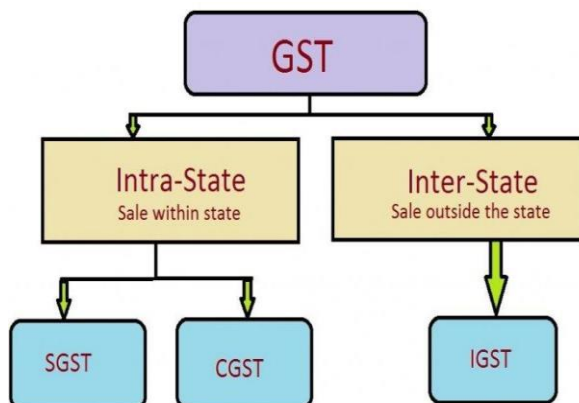 GST
Intra-State
Sale within state
Inter-State
Sale outside the state
SGST
CGST
IGST